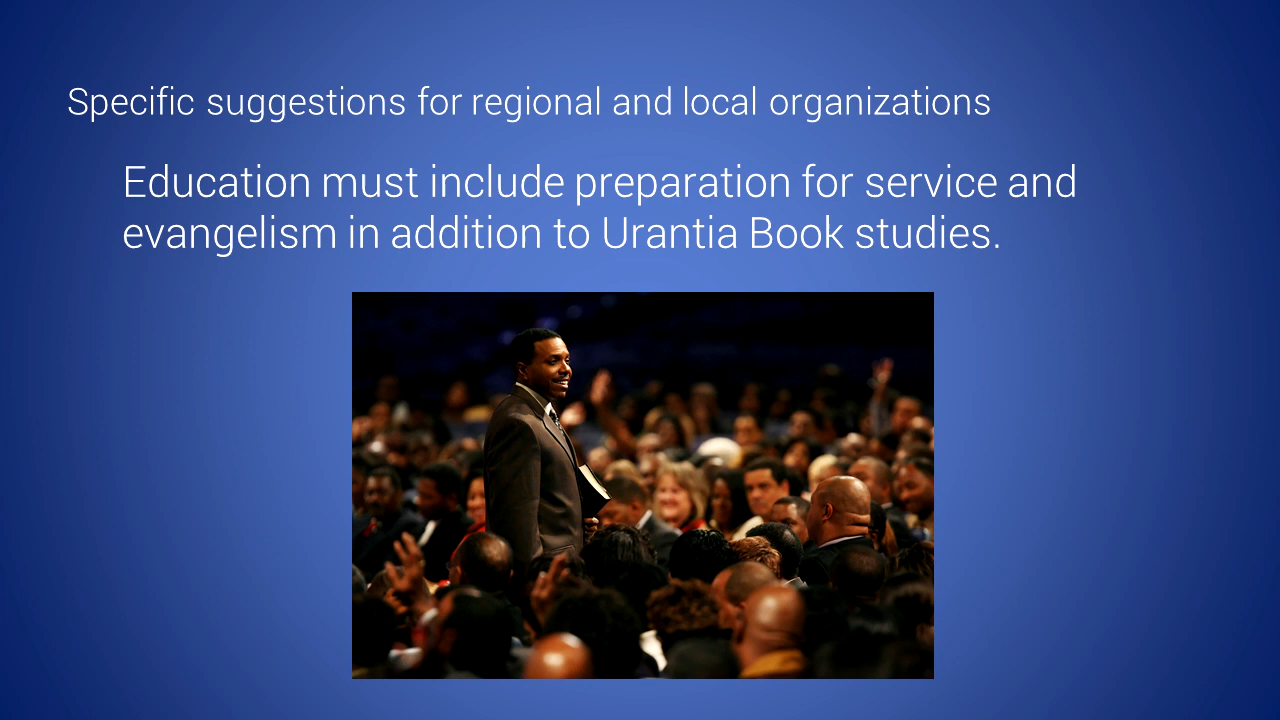 Specific suggestions for regional and local organizations
Education must include preparation for service and
evangelism in addition to Urantia Book studies.